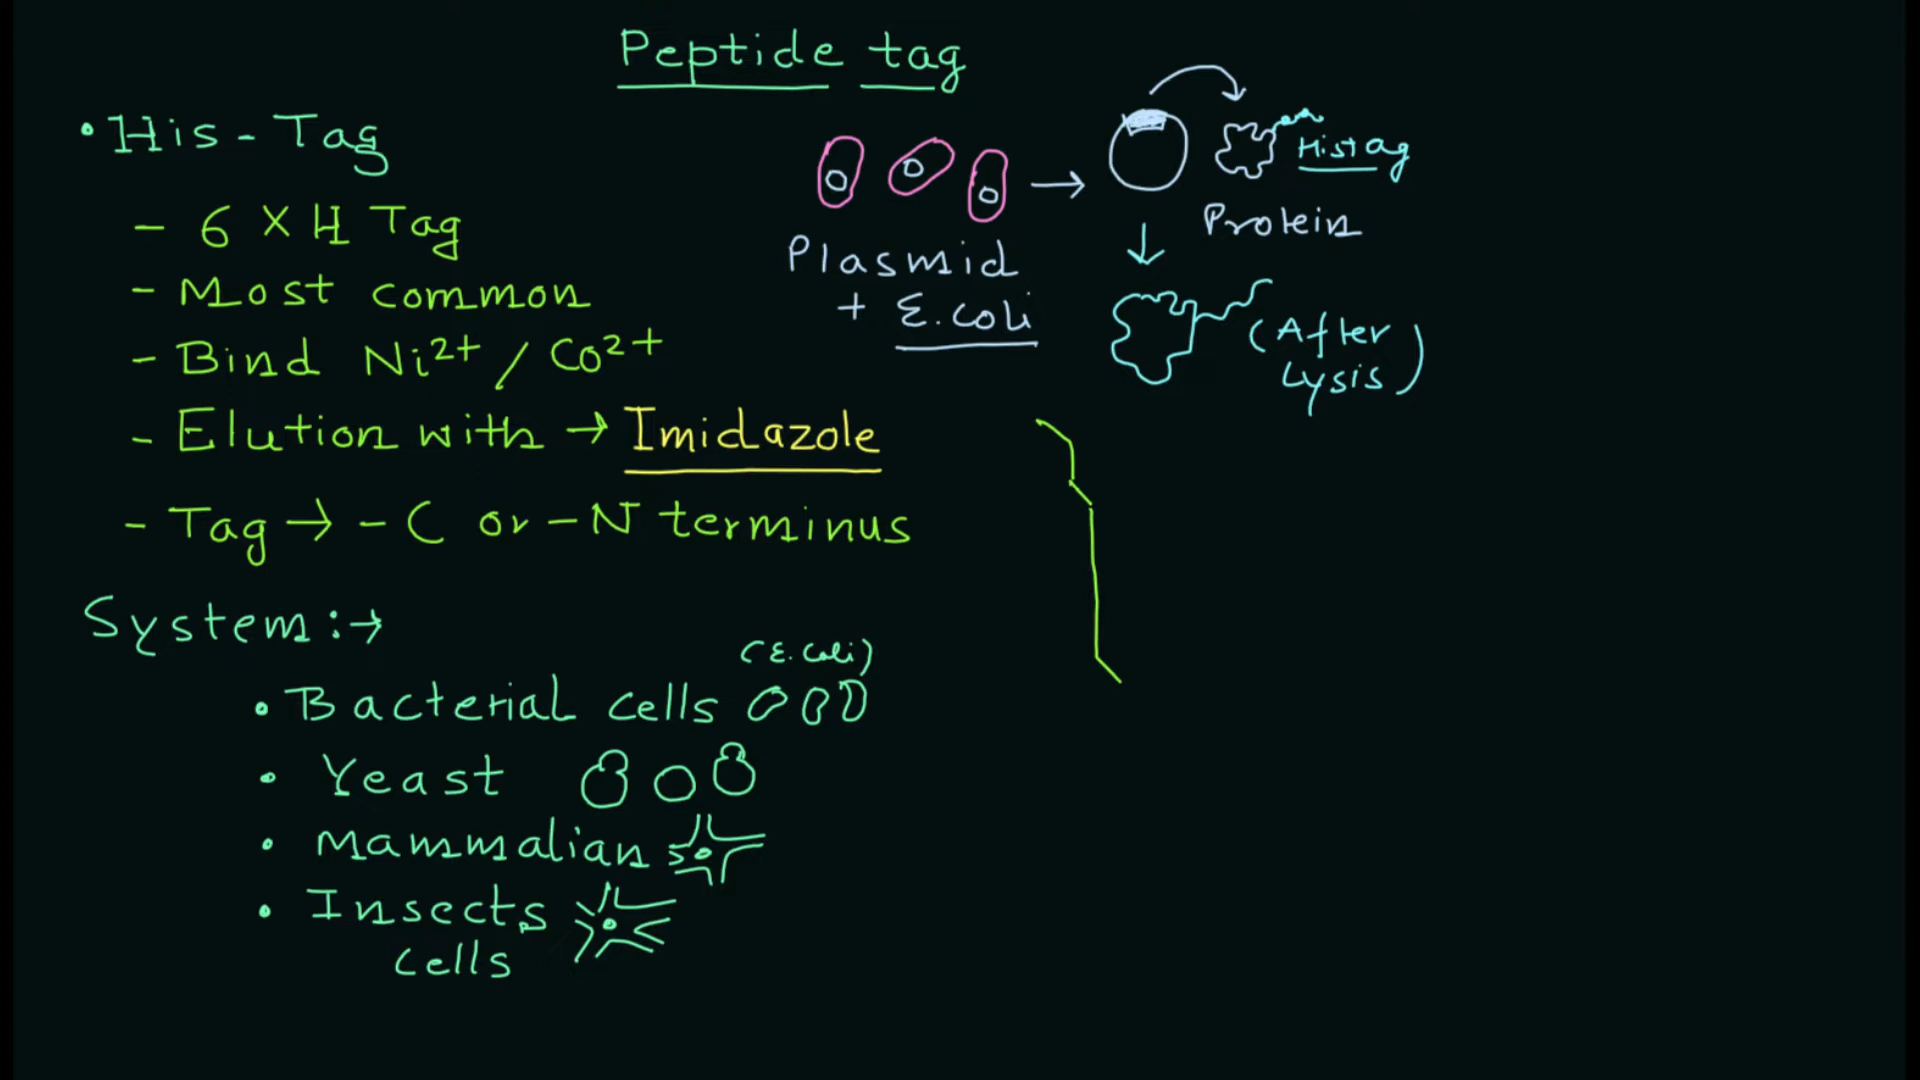 Peptide tag
• His - Tag
- 6 X H Tag
- Most common
- Bind Ni2+ / Co2+
- Elution with → Imidazole
- Tag → - C or - N terminus
System :→
(E. Coli)
• Bacterial cells
• Yeast
• Mammalian
• Insects
cells
Plasmid
+ E. coli
His tag
Protein
(After
Lysis)